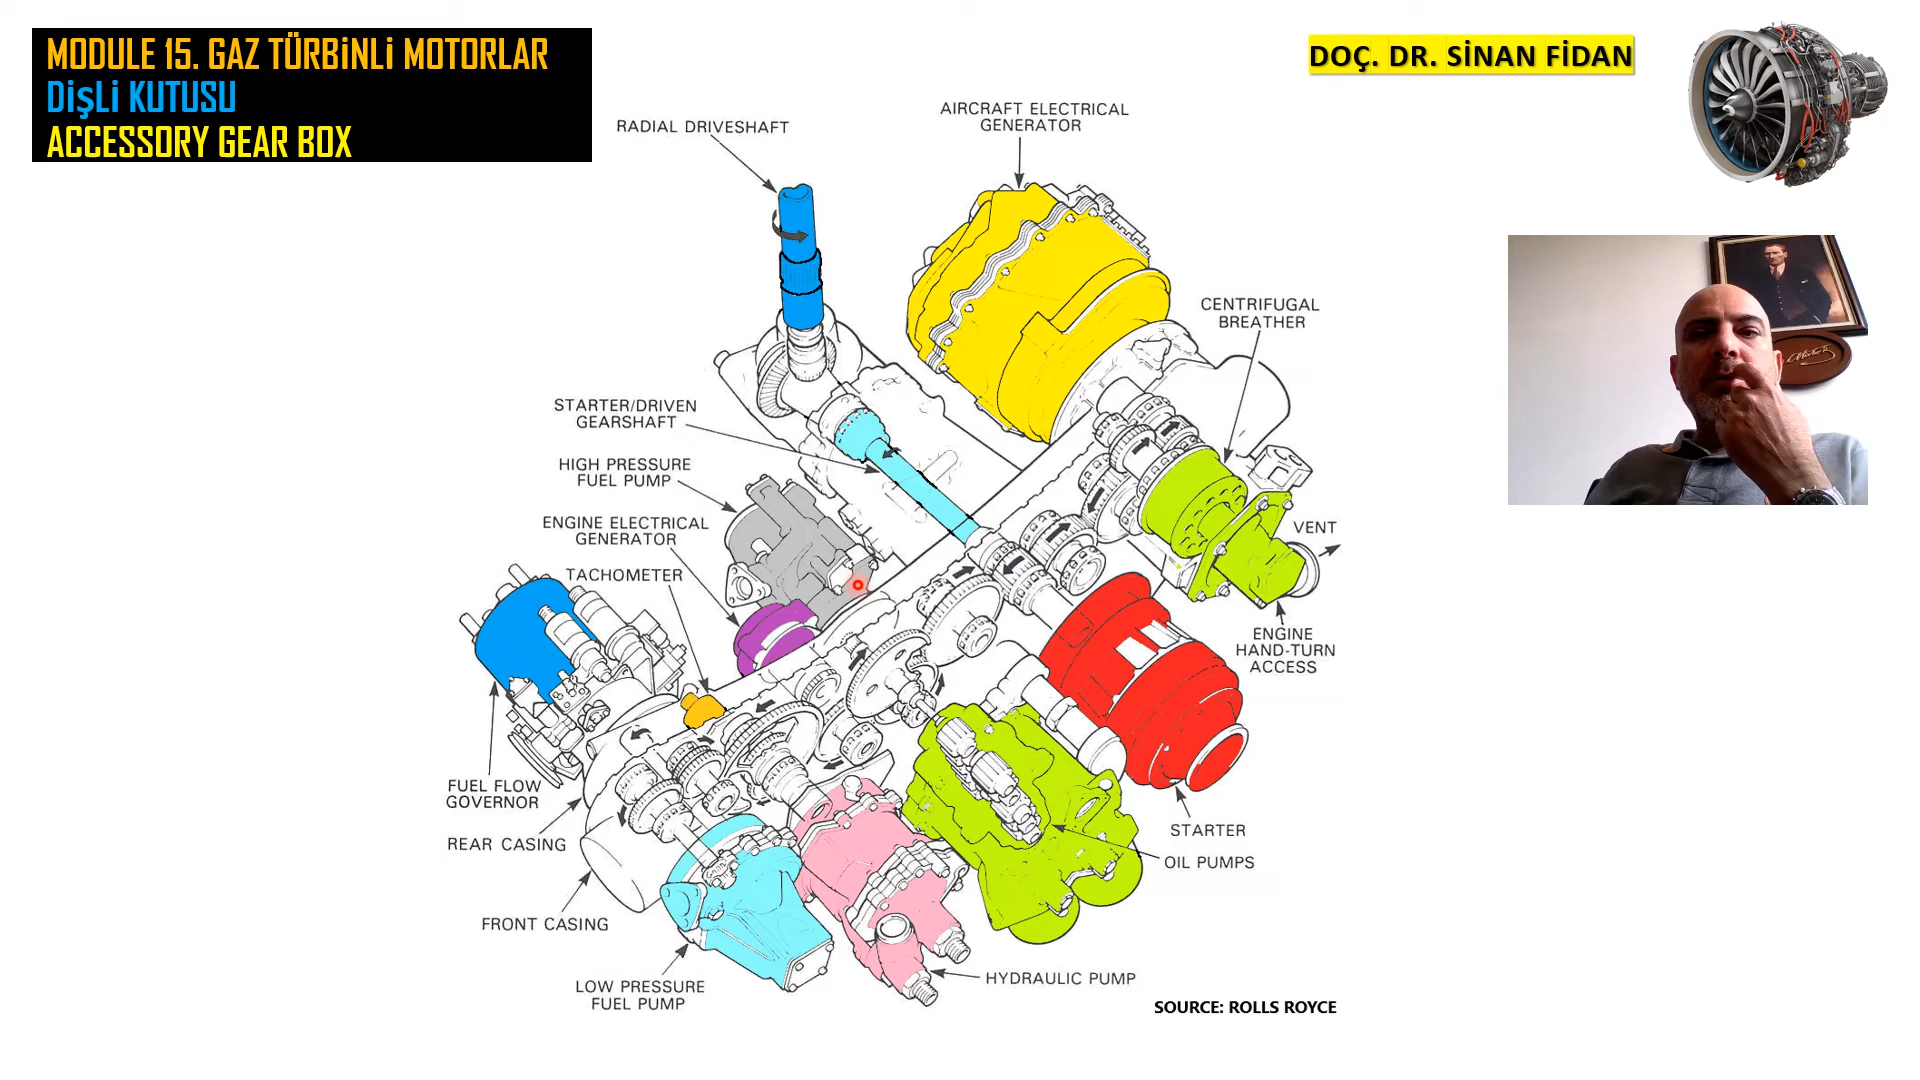 MODULE 15. GAZ TÜRBiNLi MOTORLAR
DişLi KUTUSU
ACCESSORY GEAR BOX
DOÇ. DR. SİNAN FİDAN
RADIAL DRIVESHAFT
AIRCRAFT ELECTRICAL
GENERATOR
CENTRIFUGAL
BREATHER
STARTER/DRIVEN
GEARSHAFT
HIGH PRESSURE
FUEL PUMP
ENGINE ELECTRICAL
GENERATOR
TACHOMETER
VENT
ENGINE
HAND-TURN
ACCESS
FUEL FLOW
GOVERNOR
REAR CASING
STARTER
OIL PUMPS
FRONT CASING
LOW PRESSURE
FUEL PUMP
HYDRAULIC PUMP
SOURCE: ROLLS ROYCE